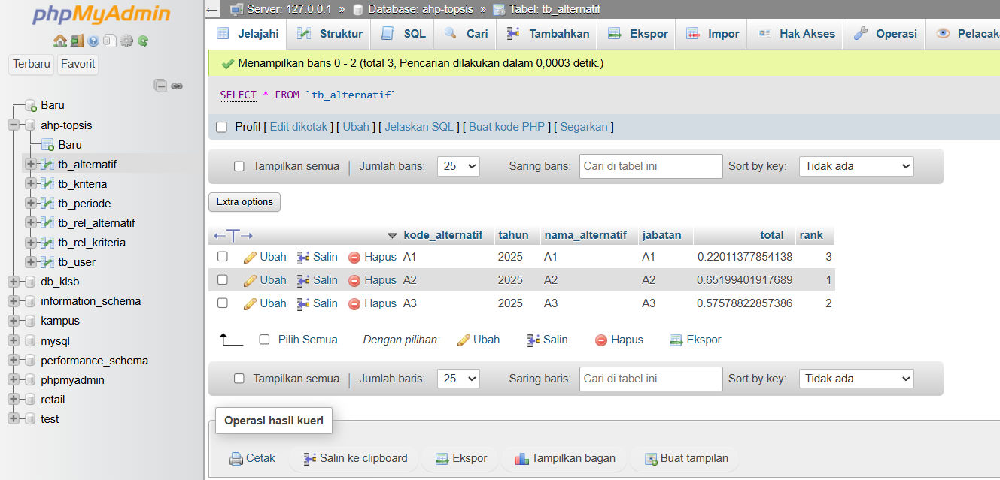 phpMyAdmin
Terbaru Favorit
Baru
ahp-topsis
Baru
tb_alternatif
tb_kriteria
tb_periode
tb_rel_alternatif
tb_rel_kriteria
tb_user
db_klsb
information_schema
kampus
mysql
performance_schema
phpmyadmin
retail
test
Server: 127.0.0.1 » Database: ahp-topsis » Tabel: tb_alternatif
Jelajahi Struktur SQL Cari Tambahkan Ekspor Impor Hak Akses Operasi Pelacak
Menampilkan baris 0 - 2 (total 3, Pencarian dilakukan dalam 0,0003 detik.)
SELECT * FROM `tb_alternatif`
Profil [ Edit dikotak ] [ Ubah ] [ Jelaskan SQL ] [ Buat kode PHP ] [ Segarkan ]
Tampilkan semua | Jumlah baris: 25 Saring baris: Cari di tabel ini Sort by key: Tidak ada
Extra options
←T→ kode_alternatif tahun nama_alternatif jabatan total rank
Ubah Salin Hapus A1 2025 A1 A1 0.22011377854138 3
Ubah Salin Hapus A2 2025 A2 A2 0.65199401917689 1
Ubah Salin Hapus A3 2025 A3 A3 0.57578822857386 2
Pilih Semua Dengan pilihan: Ubah Salin Hapus Ekspor
Tampilkan semua | Jumlah baris: 25 Saring baris: Cari di tabel ini Sort by key: Tidak ada
Operasi hasil kueri
Cetak Salin ke clipboard Ekspor Tampilkan bagan Buat tampilan